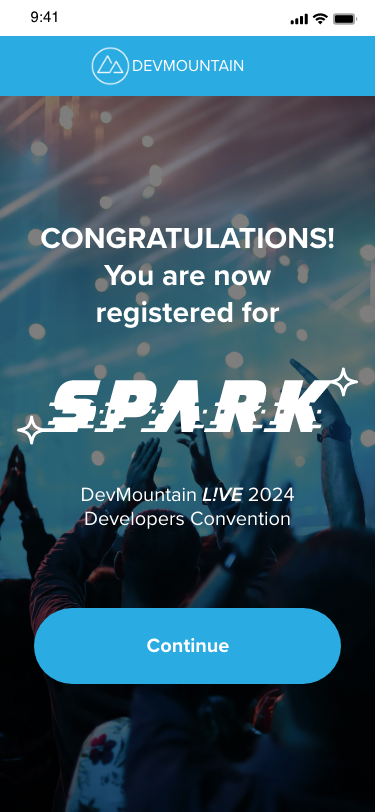 9:41
DEVMOUNTAIN
CONGRATULATIONS!
You are now
registered for
SPARK
DevMountain L!VE 2024
Developers Convention
Continue